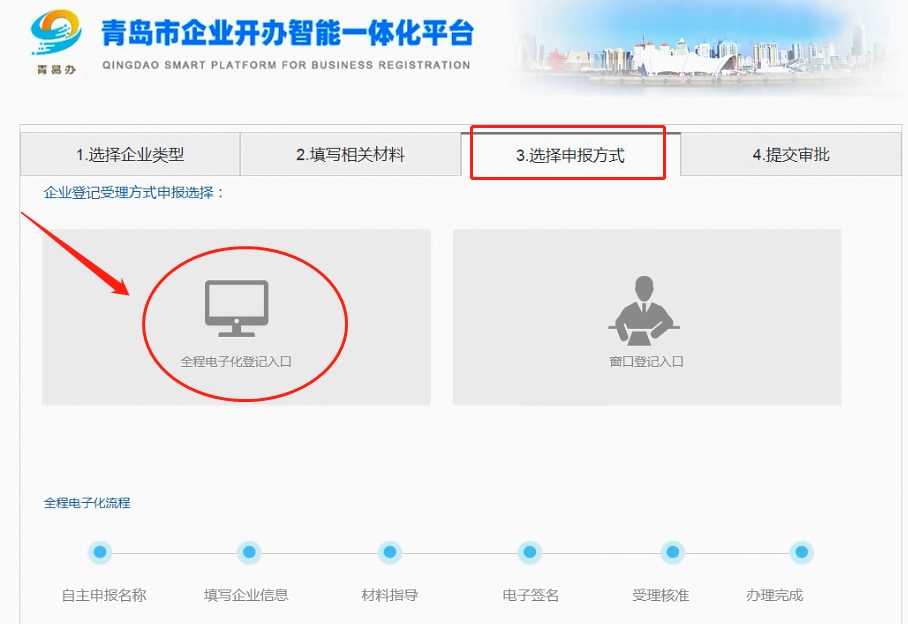 青岛市企业开办智能一体化平台
青易办
QINGDAO SMART PLATFORM FOR BUSINESS REGISTRATION
1.选择企业类型
2.填写相关材料
3.选择申报方式
4.提交审批
企业登记受理方式申报选择：
全程电子化登记入口
窗口登记入口
全程电子化流程
自主申报名称
填写企业信息
材料指导
电子签名
受理核准
办理完成